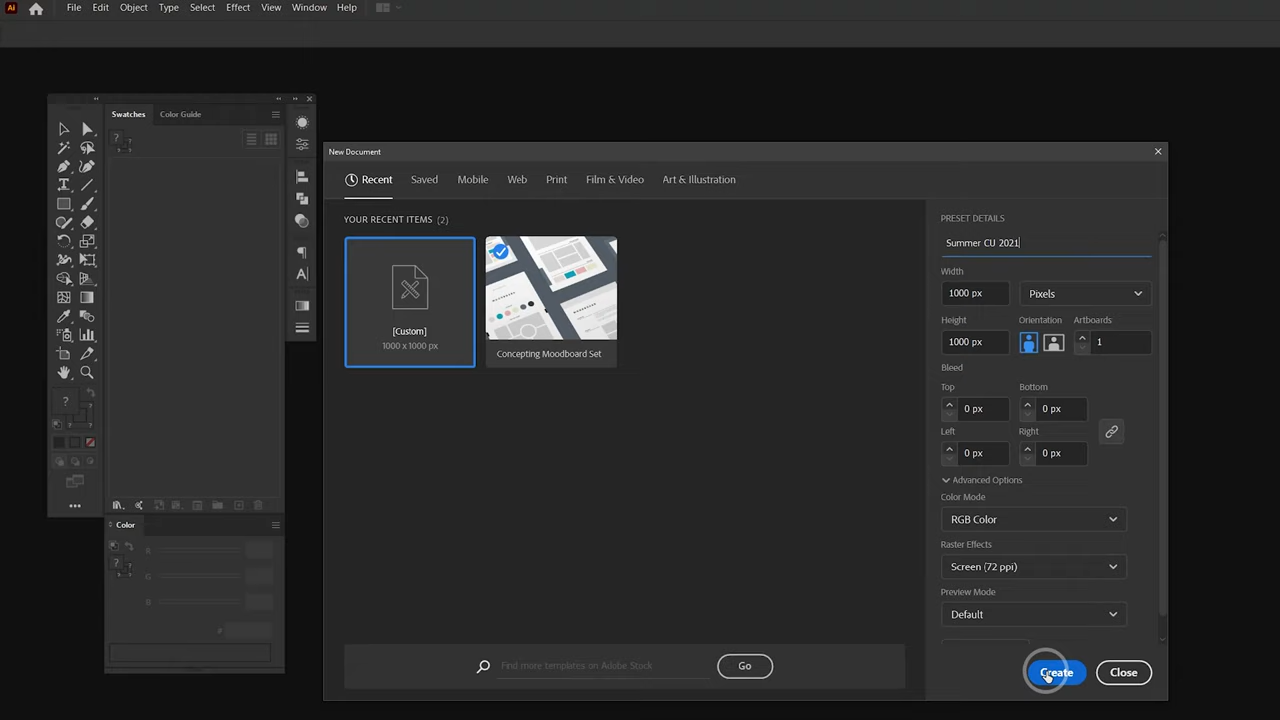 Ai File Edit Object Type Select Effect View Window Help
Swatches Color Guide
?
New Document
Recent Saved Mobile Web Print Film & Video Art & Illustration
YOUR RECENT ITEMS (2)
[Custom]
1000 x 1000 px
Concepting Moodboard Set
PRESET DETAILS
Summer CU 2021
Width
1000 px Pixels
Height Orientation Artboards
1000 px 1
Bleed
Top Bottom
0 px 0 px
Left Right
0 px 0 px
Advanced Options
Color Mode
RGB Color
Raster Effects
Screen (72 ppi)
Preview Mode
Default
Find more templates on Adobe Stock Go
Create Close
?
Color
R
G
B
?